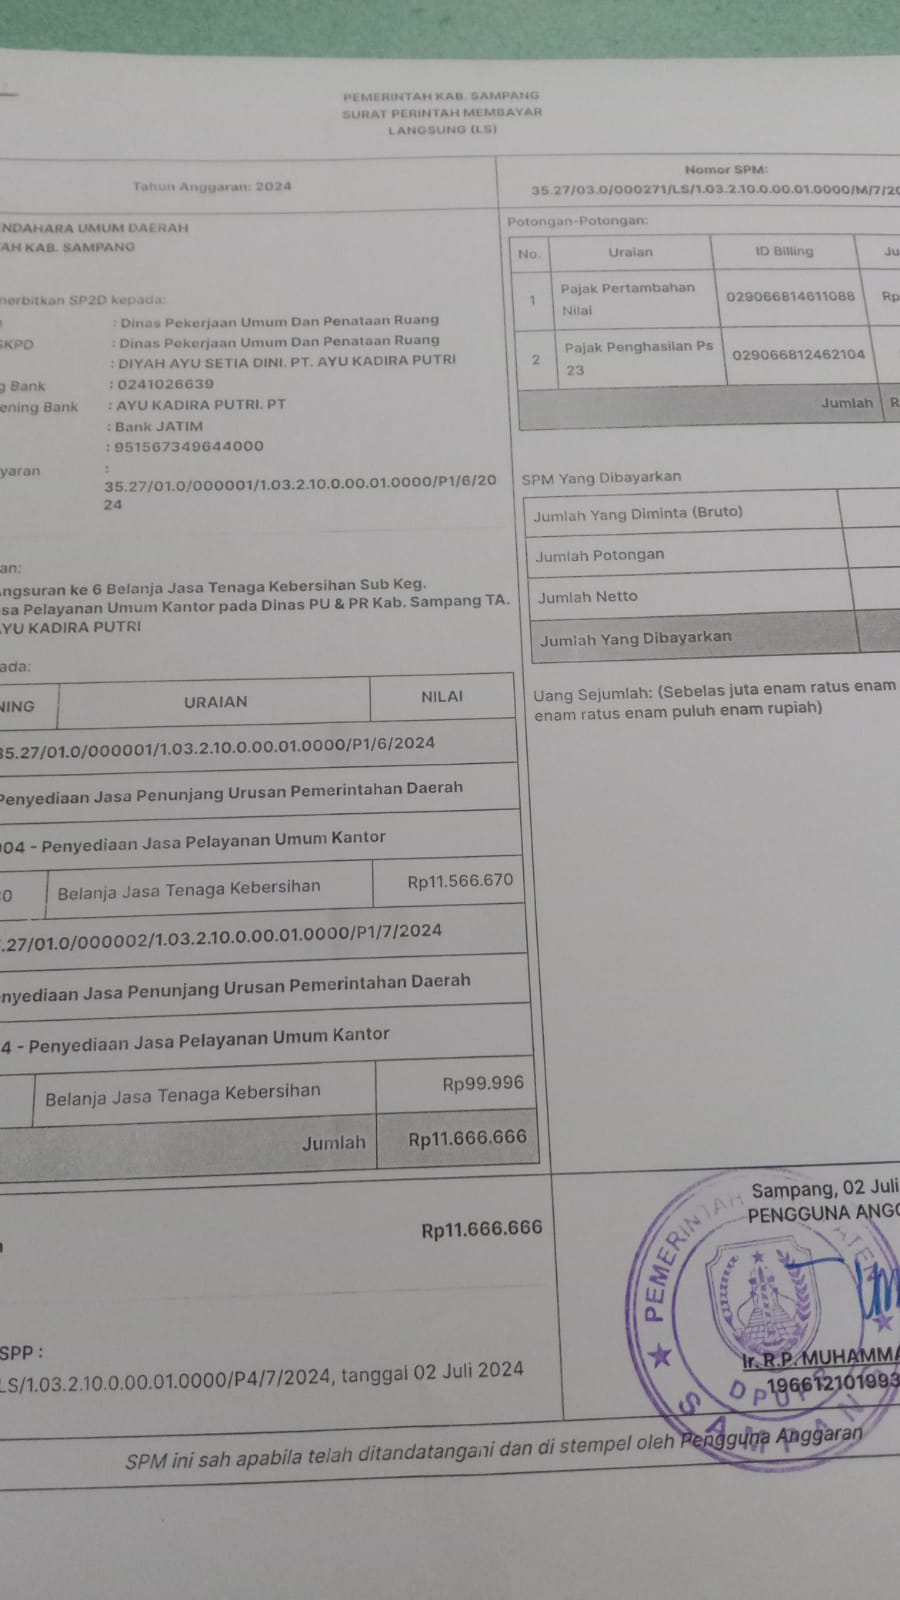 PEMERINTAH KAB. SAMPANG
SURAT PERINTAH MEMBAYAR
LANGSUNG (LS)
Tahun Anggaran: 2024
Nomor SPM:
35.27/03.0/000271/LS/1.03.2.10.0.00.01.0000/M/7/20
NDAHARA UMUM DAERAH
AH KAB. SAMPANG
nerbitkan SP2D kepada:
: Dinas Pekerjaan Umum Dan Penataan Ruang
SKPD : Dinas Pekerjaan Umum Dan Penataan Ruang
: DIYAH AYU SETIA DINI. PT. AYU KADIRA PUTRI
g Bank : 0241026639
ening Bank : AYU KADIRA PUTRI. PT
: Bank JATIM
: 951567349644000
yaran :
35.27/01.0/000001/1.03.2.10.0.00.01.0000/P1/6/20
24
an:
Angsuran ke 6 Belanja Jasa Tenaga Kebersihan Sub Keg.
sa Pelayanan Umum Kantor pada Dinas PU & PR Kab. Sampang TA.
AYU KADIRA PUTRI
ada:
NING URAIAN NILAI
35.27/01.0/000001/1.03.2.10.0.00.01.0000/P1/6/2024
Penyediaan Jasa Penunjang Urusan Pemerintahan Daerah
004 - Penyediaan Jasa Pelayanan Umum Kantor
0 Belanja Jasa Tenaga Kebersihan Rp11.566.670
.27/01.0/000002/1.03.2.10.0.00.01.0000/P1/7/2024
nyediaan Jasa Penunjang Urusan Pemerintahan Daerah
4 - Penyediaan Jasa Pelayanan Umum Kantor
Belanja Jasa Tenaga Kebersihan Rp99.996
Jumlah Rp11.666.666
Rp11.666.666
SPP :
LS/1.03.2.10.0.00.01.0000/P4/7/2024, tanggal 02 Juli 2024
Potongan-Potongan:
No. Uraian ID Billing Ju
1 Pajak Pertambahan Nilai 029066814611088 Rp
2 Pajak Penghasilan Ps 23 029066812462104
Jumlah R
SPM Yang Dibayarkan
Jumlah Yang Diminta (Bruto)
Jumlah Potongan
Jumlah Netto
Jumlah Yang Dibayarkan
Uang Sejumlah: (Sebelas juta enam ratus enam
enam ratus enam puluh enam rupiah)
Sampang, 02 Juli
PENGGUNA ANGG
PEMERINTAH
SAMPANG
DPUPR
Ir. R.P. MUHAMMA
196612101993
SPM ini sah apabila telah ditandatangani dan di stempel oleh Pengguna Anggaran